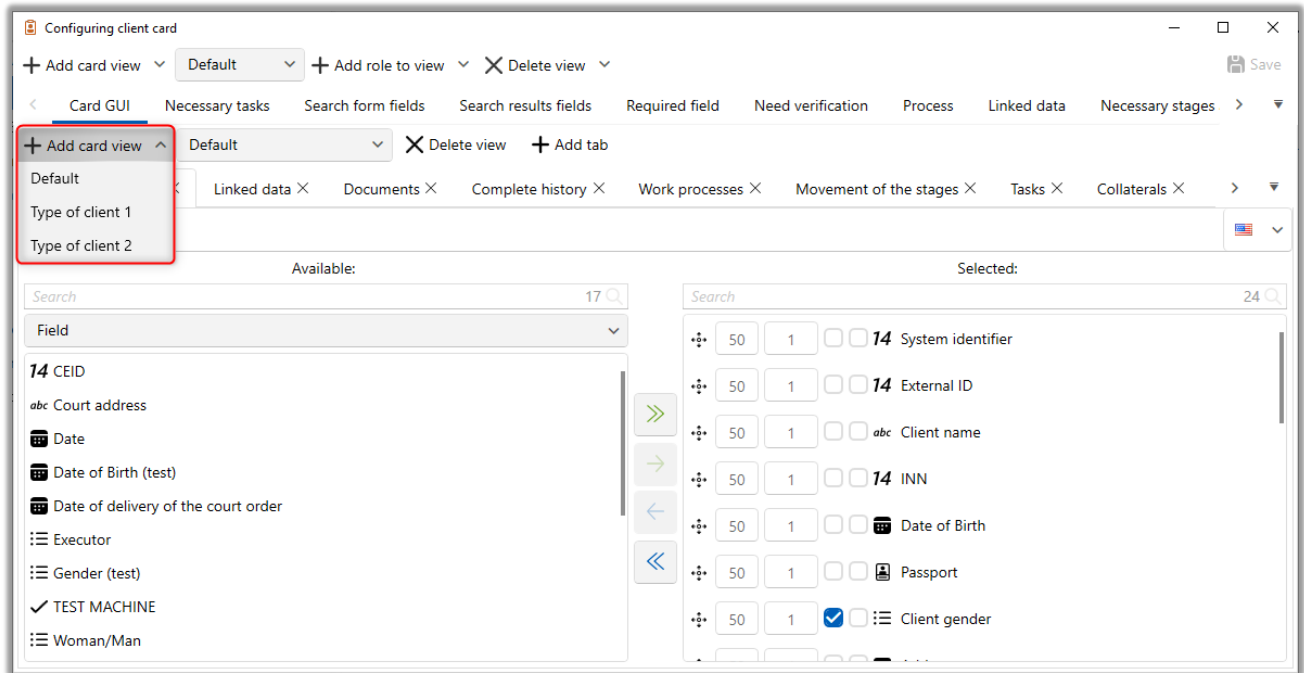 Configuring client card
Add card view Default Add role to view Delete view Save
Card GUI Necessary tasks Search form fields Search results fields Required field Need verification Process Linked data Necessary stages
Add card view Default Delete view Add tab
Default
Linked data Documents Complete history Work processes Movement of the stages Tasks Collaterals
Type of client 1
Type of client 2
Available: Selected:
Search 17 Search 24
Field
50 1 14 System identifier
14 CEID
50 1 14 External ID
abc Court address
50 1 abc Client name
Date
Date of Birth (test)
50 1 14 INN
Date of delivery of the court order
50 1 Date of Birth
Executor
50 1 Passport
Gender (test)
TEST MACHINE
50 1 Client gender
Woman/Man